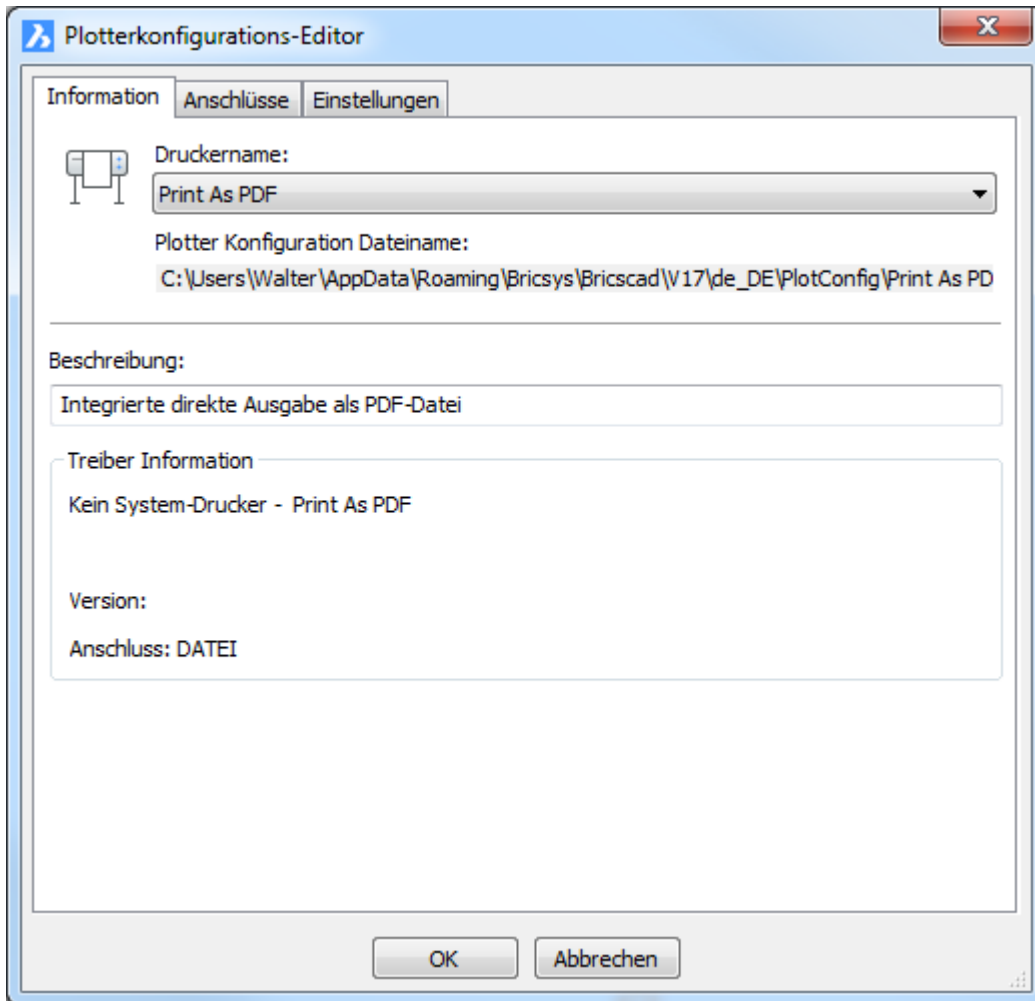 Plotterkonfigurations-Editor
Information Anschlüsse Einstellungen
Druckername:
Print As PDF
Plotter Konfiguration Dateiname:
C:\Users\Walter\AppData\Roaming\Bricsys\Bricscad\V17\de_DE\PlotConfig\Print As PD
Beschreibung:
Integrierte direkte Ausgabe als PDF-Datei
Treiber Information
Kein System-Drucker - Print As PDF
Version:
Anschluss: DATEI
OK Abbrechen